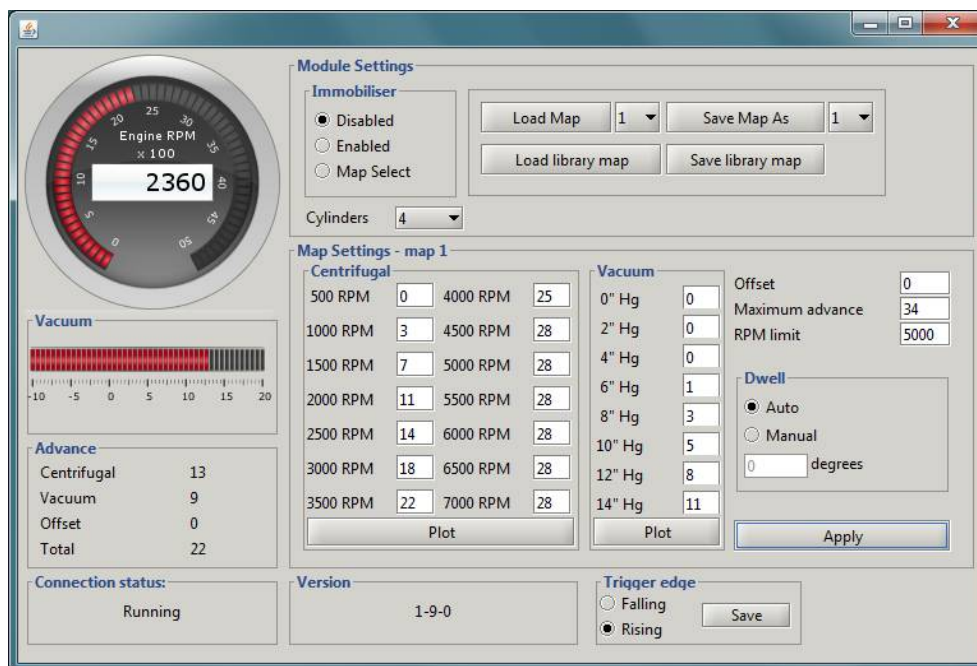 Engine RPM
x 100
2360
0 5 10 15 20 25 30 35 40 45 50
Vacuum
-10 -5 0 5 10 15 20
Advance
Centrifugal 13
Vacuum 9
Offset 0
Total 22
Connection status:
Running
Module Settings
Immobiliser
Disabled
Enabled
Map Select
Load Map 1 Save Map As 1
Load library map Save library map
Cylinders 4
Map Settings - map 1
Centrifugal
500 RPM 0 4000 RPM 25
1000 RPM 3 4500 RPM 28
1500 RPM 7 5000 RPM 28
2000 RPM 11 5500 RPM 28
2500 RPM 14 6000 RPM 28
3000 RPM 18 6500 RPM 28
3500 RPM 22 7000 RPM 28
Plot
Vacuum
0" Hg 0
2" Hg 0
4" Hg 0
6" Hg 1
8" Hg 3
10" Hg 5
12" Hg 8
14" Hg 11
Plot
Offset 0
Maximum advance 34
RPM limit 5000
Dwell
Auto
Manual
0 degrees
Apply
Version
1-9-0
Trigger edge
Falling
Rising
Save